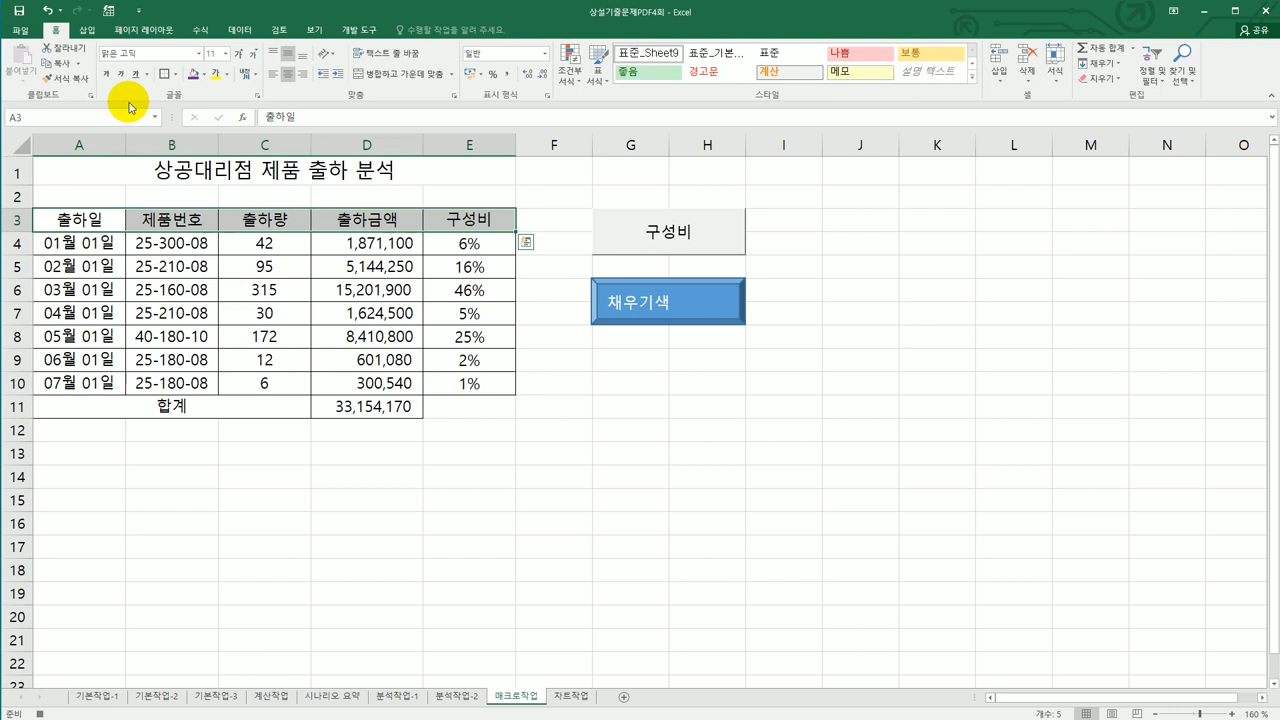 상설기출문제PDF4회 - Excel
파일 홈 삽입 페이지 레이아웃 수식 데이터 검토 보기 개발 도구 수행할 작업을 알려 주세요. 공유
붙여넣기 잘라내기 복사 서식 복사 클립보드
맑은 고딕 11 가 가 글꼴
텍스트 줄 바꿈 병합하고 가운데 맞춤 맞춤
일반 % 표시 형식
조건부 서식 표 서식 표준_Sheet9 표준_기본... 표준 나쁨 보통
좋음 경고문 계산 메모 설명 텍스트 스타일
삽입 삭제 서식 셀
자동 합계 채우기 지우기 정렬 및 필터 찾기 및 선택 편집
A3 fx 출하일
A B C D E F G H I J K L M N O
1 상공대리점 제품 출하 분석
2
3 출하일 제품번호 출하량 출하금액 구성비 구성비
4 01월 01일 25-300-08 42 1,871,100 6%
5 02월 01일 25-210-08 95 5,144,250 16%
6 03월 01일 25-160-08 315 15,201,900 46% 채우기색
7 04월 01일 25-210-08 30 1,624,500 5%
8 05월 01일 40-180-10 172 8,410,800 25%
9 06월 01일 25-180-08 12 601,080 2%
10 07월 01일 25-180-08 6 300,540 1%
11 합계 33,154,170
12
13
14
15
16
17
18
19
20
21
22
23
기본작업-1 기본작업-2 기본작업-3 계산작업 시나리오 요약 분석작업-1 분석작업-2 매크로작업 차트작업
준비 개수: 5 160 %